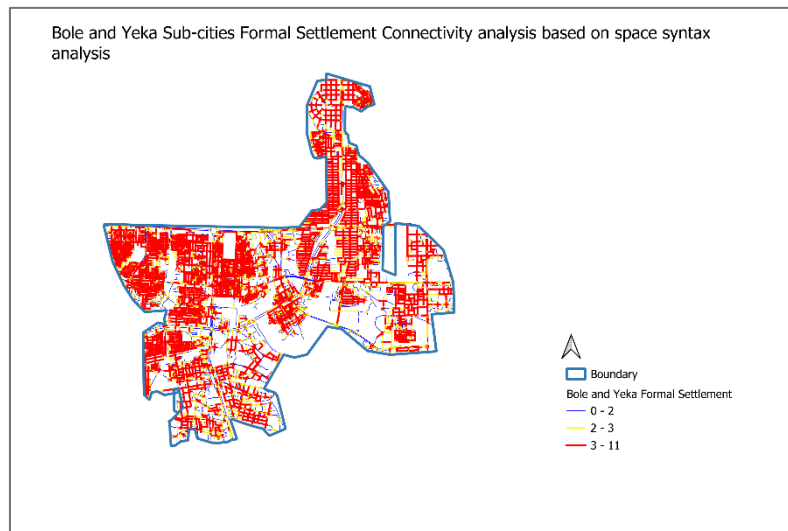 Bole and Yeka Sub-cities Formal Settlement Connectivity analysis based on space syntax
analysis
Boundary
Bole and Yeka Formal Settlement
0 - 2
2 - 3
3 - 11